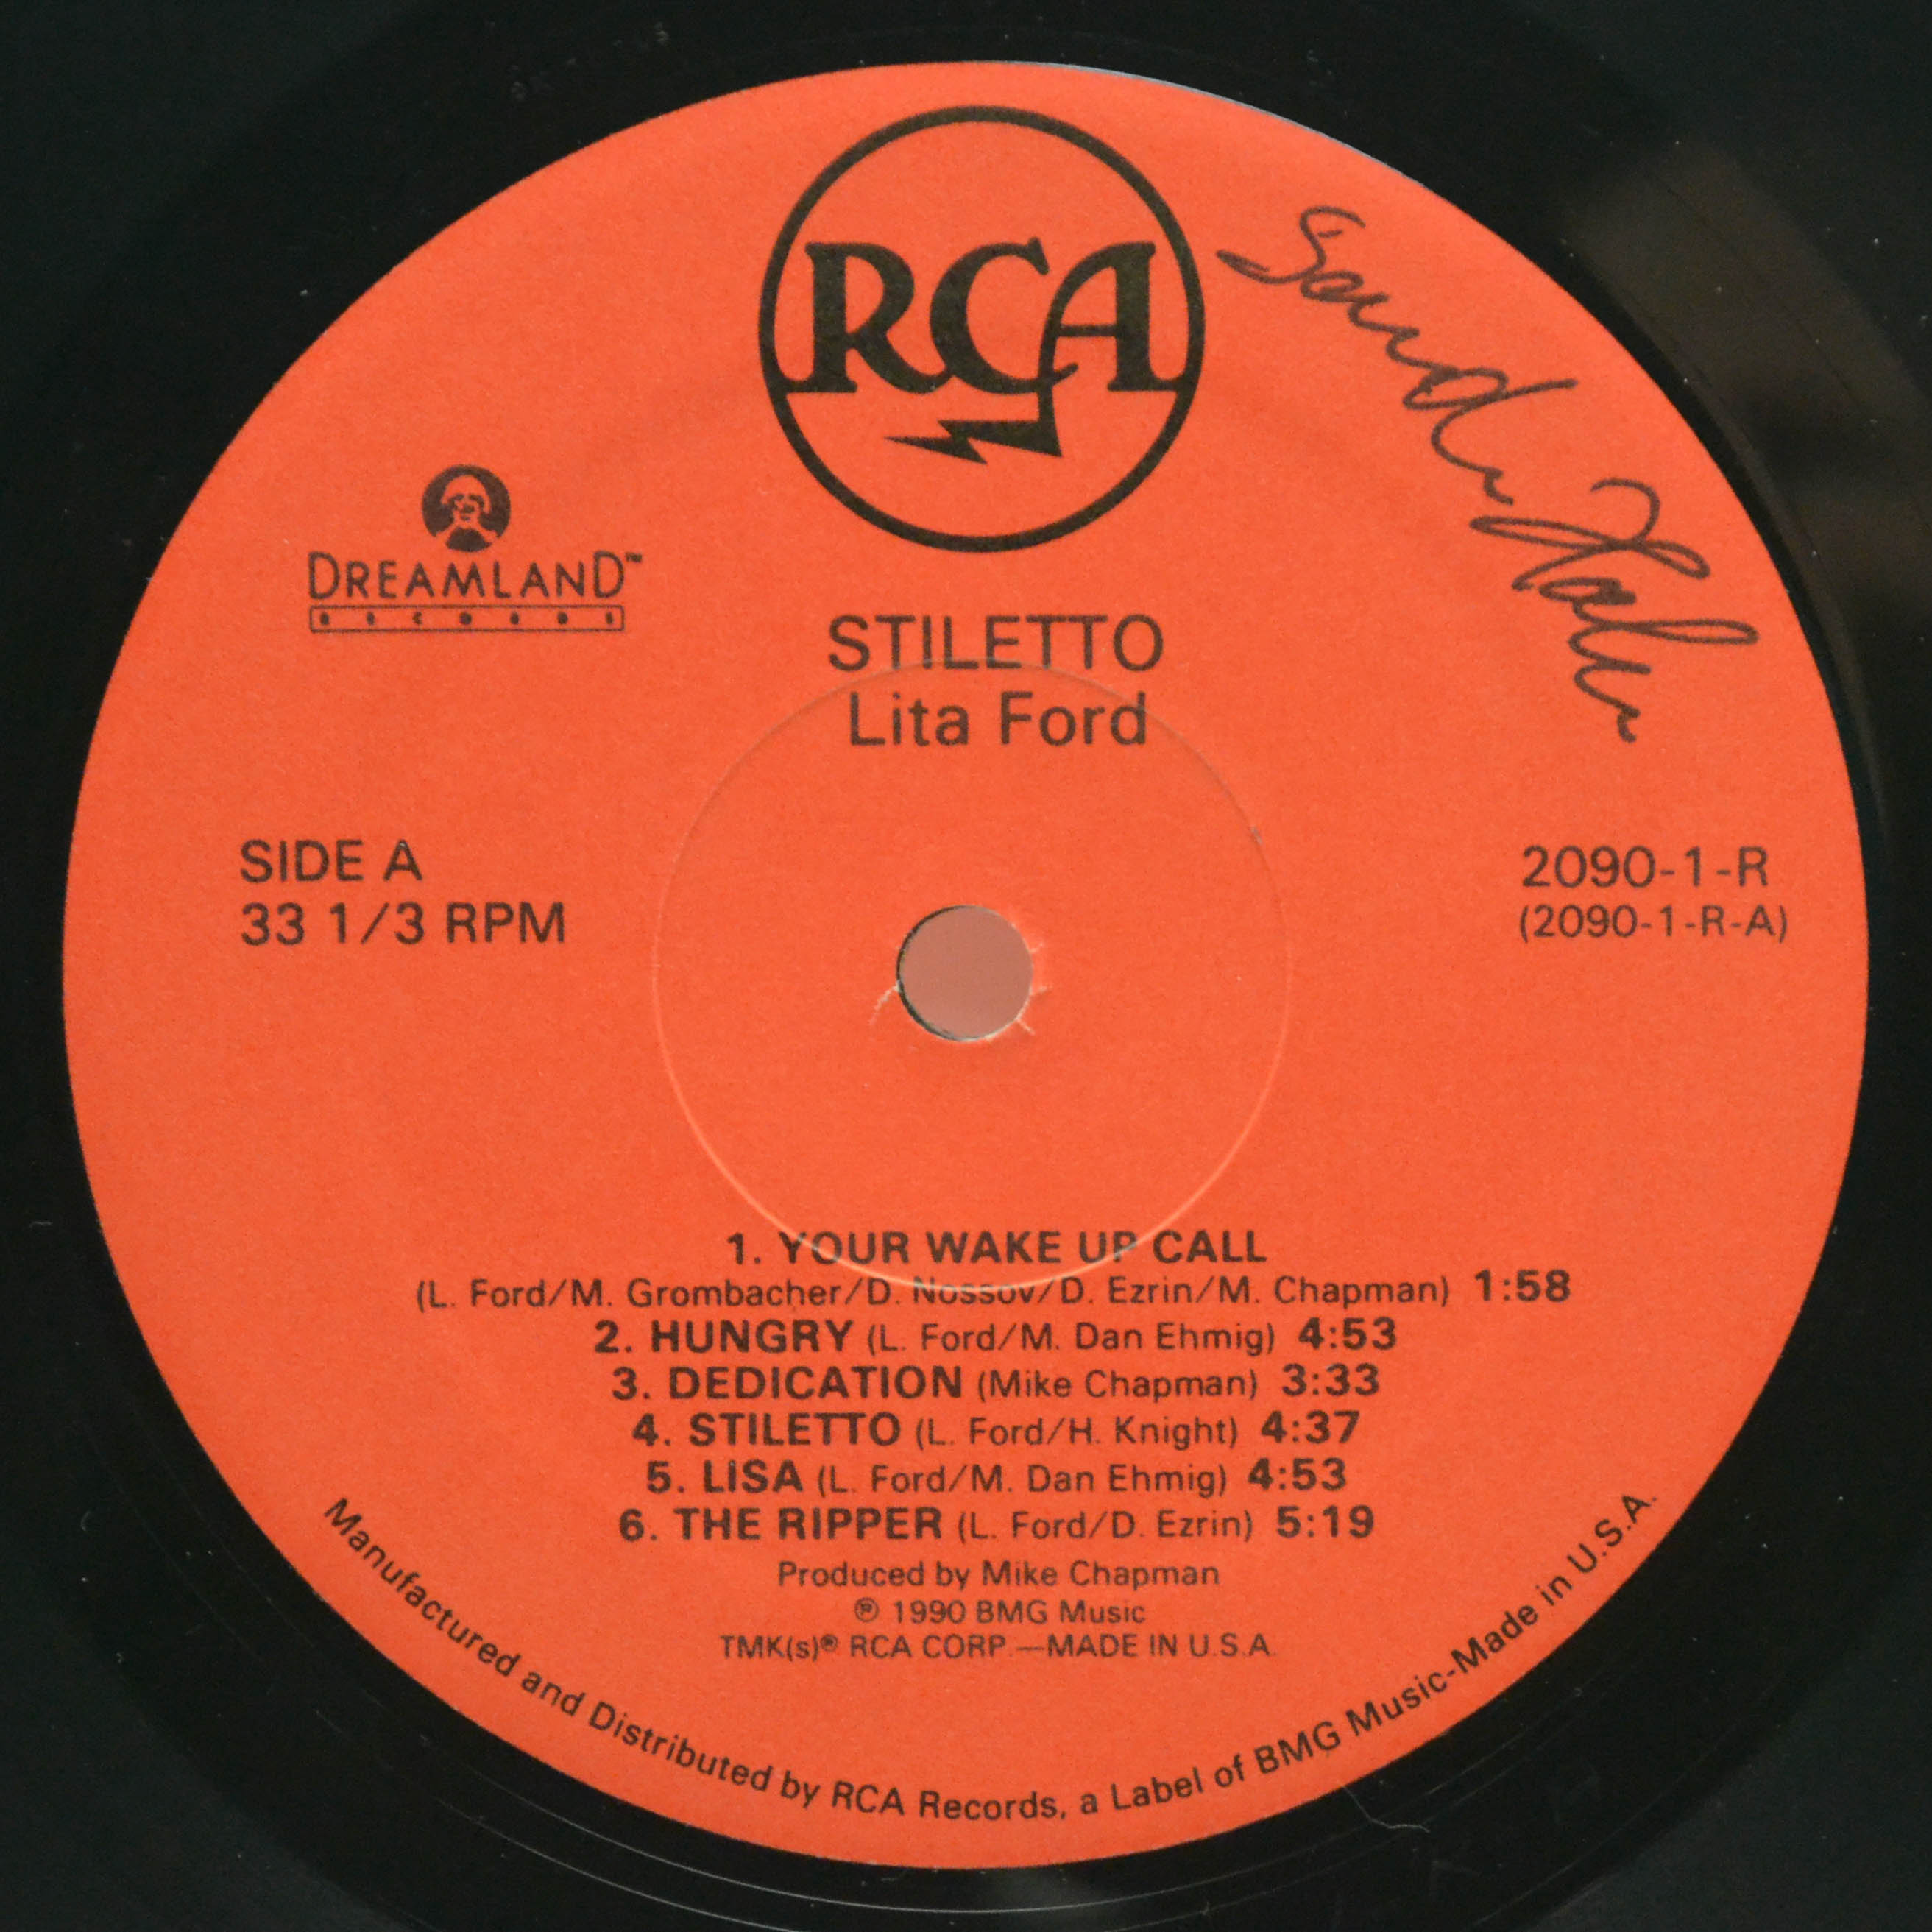 RCA
DREAMLAND™
RECORDS
STILETTO
Lita Ford
SIDE A
33 1/3 RPM
2090-1-R
(2090-1-R-A)
1. YOUR WAKE UP CALL
(L. Ford/M. Grombacher/D. Nossov/D. Ezrin/M. Chapman) 1:58
2. HUNGRY (L. Ford/M. Dan Ehmig) 4:53
3. DEDICATION (Mike Chapman) 3:33
4. STILETTO (L. Ford/H. Knight) 4:37
5. LISA (L. Ford/M. Dan Ehmig) 4:53
6. THE RIPPER (L. Ford/D. Ezrin) 5:19
Produced by Mike Chapman
℗ 1990 BMG Music
TMK(s)® RCA CORP.—MADE IN U.S.A.
Manufactured and Distributed by RCA Records, a Label of BMG Music-Made in U.S.A.